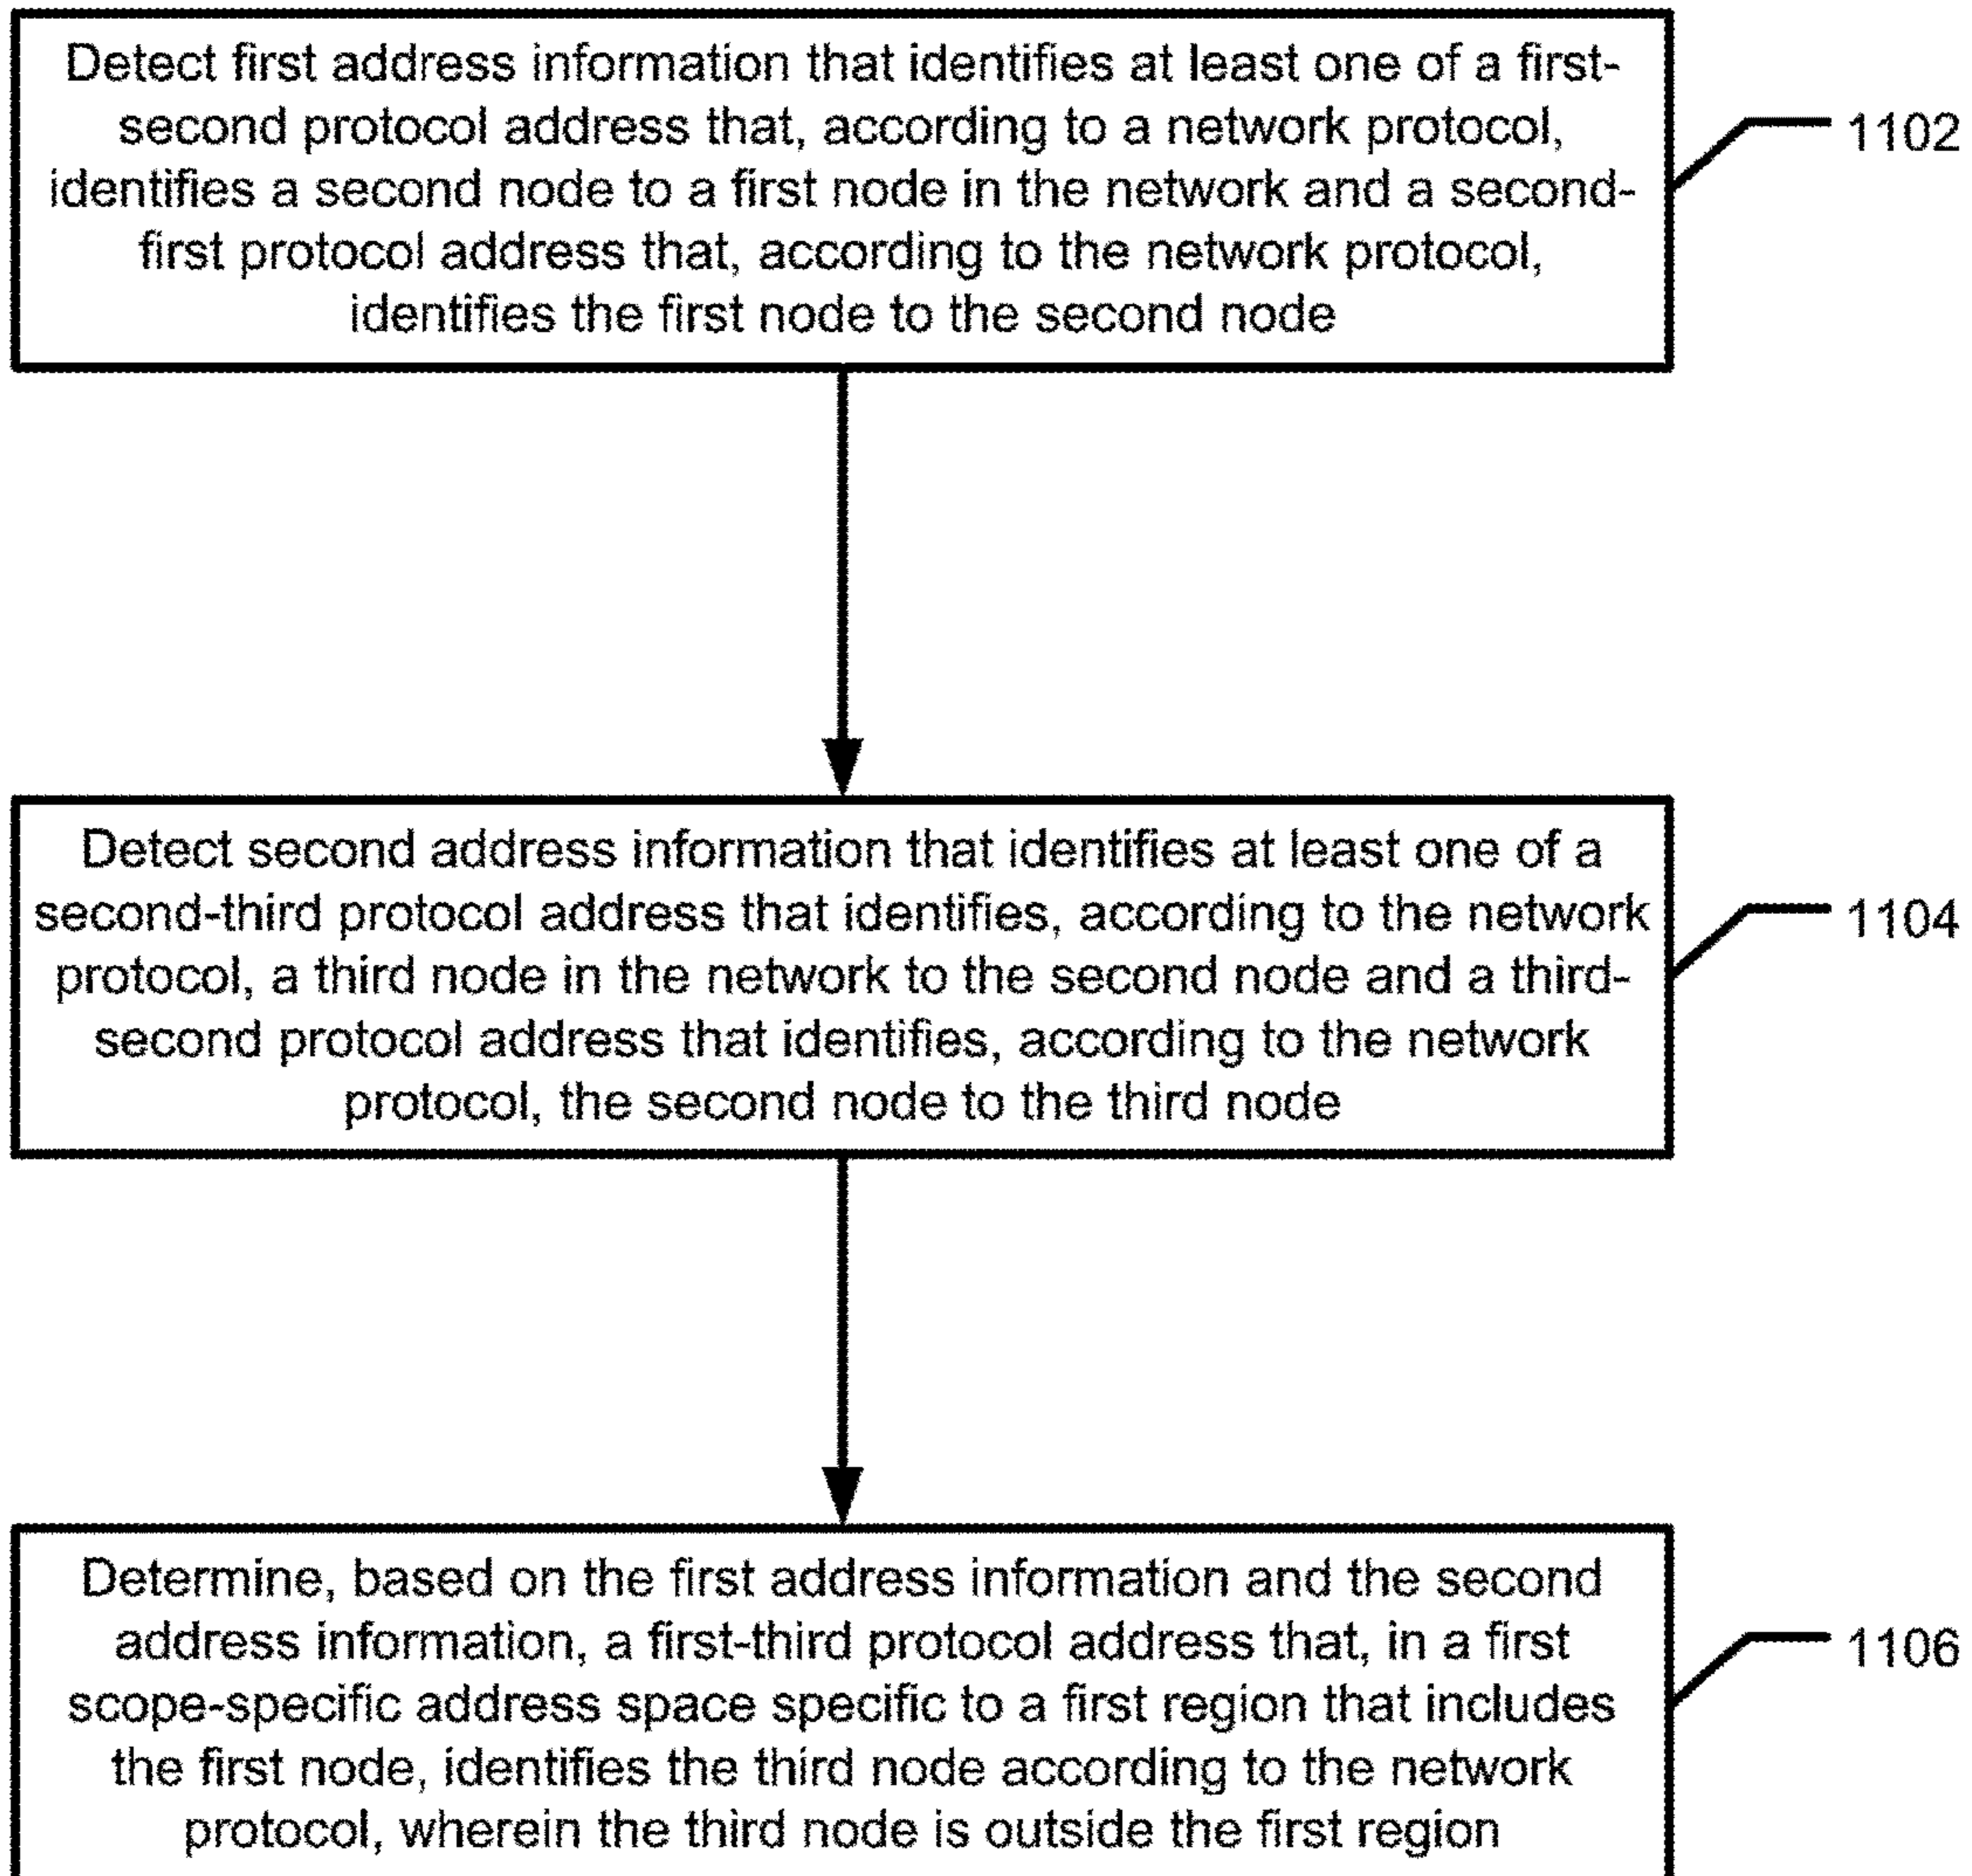 Detect first address information that identifies at least one of a first-
second protocol address that, according to a network protocol,
identifies a second node to a first node in the network and a second-
first protocol address that, according to the network protocol,
identifies the first node to the second node
1102
Detect second address information that identifies at least one of a
second-third protocol address that identifies, according to the network
protocol, a third node in the network to the second node and a third-
second protocol address that identifies, according to the network
protocol, the second node to the third node
1104
Determine, based on the first address information and the second
address information, a first-third protocol address that, in a first
scope-specific address space specific to a first region that includes
the first node, identifies the third node according to the network
protocol, wherein the third node is outside the first region
1106